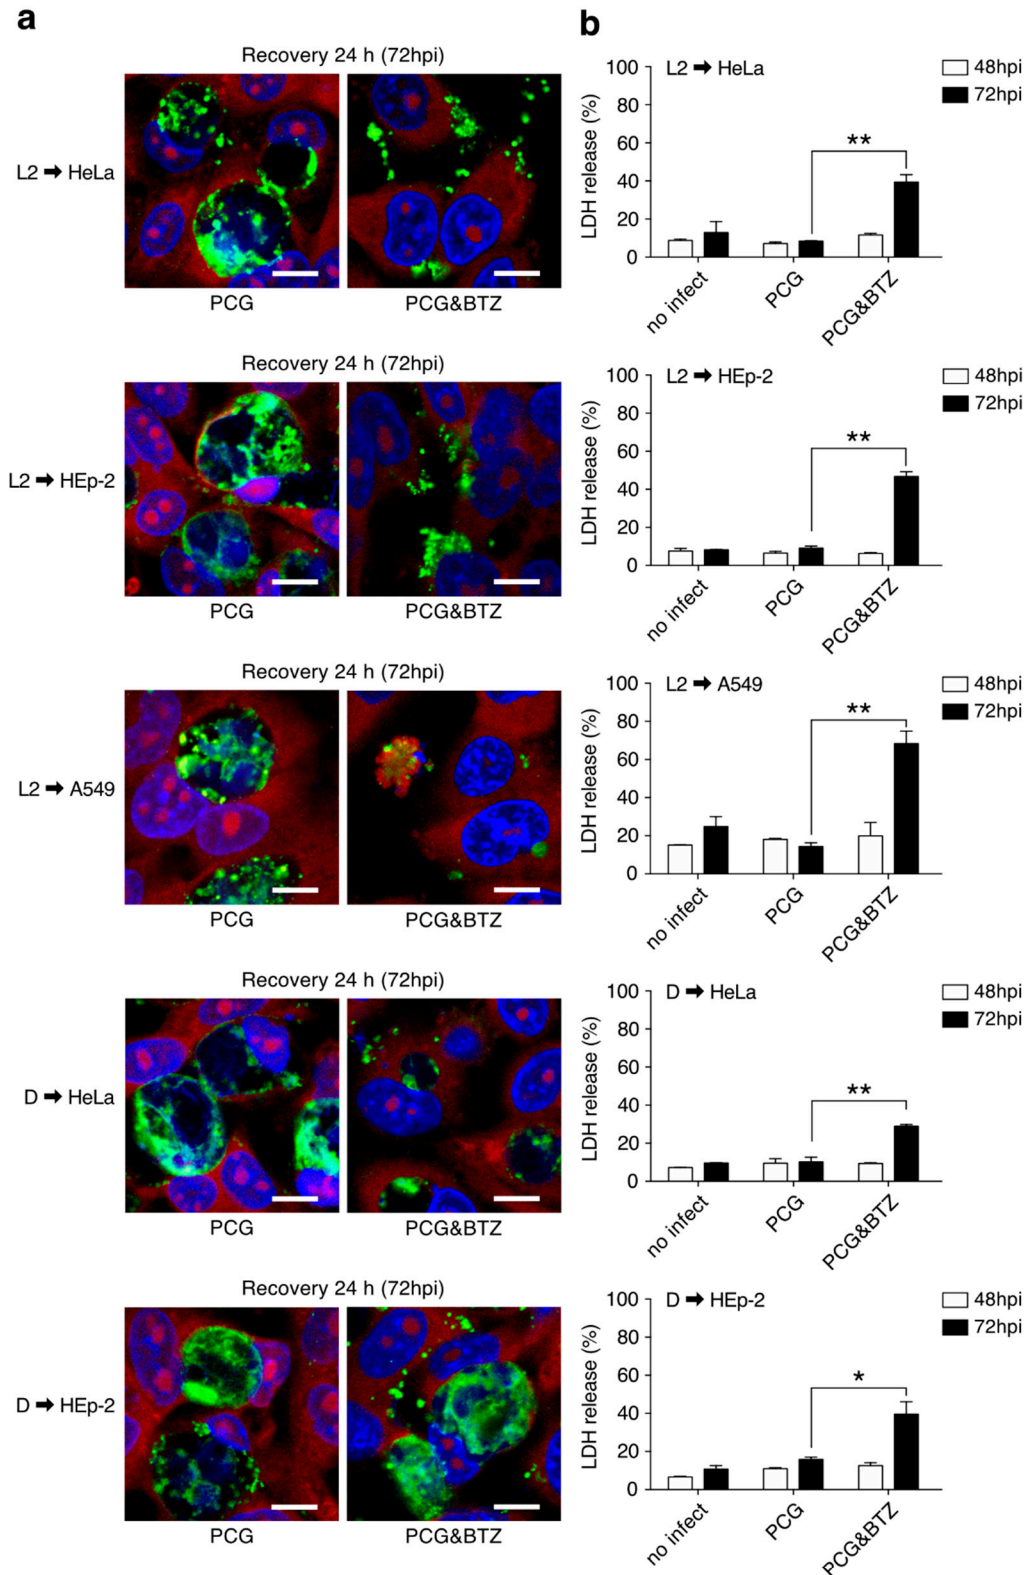 a
b
Recovery 24 h (72hpi)
L2 ➡ HeLa
PCG
PCG&BTZ
100
80
60
40
20
0
LDH release (%)
L2 ➡ HeLa
48hpi
72hpi
**
no infect
PCG
PCG&BTZ
Recovery 24 h (72hpi)
L2 ➡ HEp-2
PCG
PCG&BTZ
100
80
60
40
20
0
LDH release (%)
L2 ➡ HEp-2
48hpi
72hpi
**
no infect
PCG
PCG&BTZ
Recovery 24 h (72hpi)
L2 ➡ A549
PCG
PCG&BTZ
100
80
60
40
20
0
LDH release (%)
L2 ➡ A549
48hpi
72hpi
**
no infect
PCG
PCG&BTZ
Recovery 24 h (72hpi)
D ➡ HeLa
PCG
PCG&BTZ
100
80
60
40
20
0
LDH release (%)
D ➡ HeLa
48hpi
72hpi
**
no infect
PCG
PCG&BTZ
Recovery 24 h (72hpi)
D ➡ HEp-2
PCG
PCG&BTZ
100
80
60
40
20
0
LDH release (%)
D ➡ HEp-2
48hpi
72hpi
*
no infect
PCG
PCG&BTZ